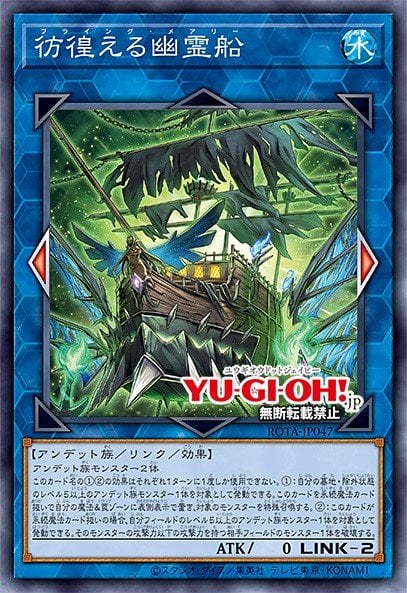 フライング・メアリー
彷徨える幽霊船
水
ユウギオウドットジェイピー
YU-GI-OH!.jp
無断転載禁止
ROTA-JP047
【アンデット族／リンク／効果】
アンデット族モンスター２体
このカード名の①②の効果はそれぞれ１ターンに１度しか使用できない。①：自分の墓地・除外状態
のレベル５以上のアンデット族モンスター１体を対象として発動できる。このカードを永続魔法カード
扱いで自分の魔法＆罠ゾーンに表側表示で置き、対象のモンスターを特殊召喚する。②：このカードが
永続魔法カード扱いの場合、自分フィールドのレベル５以上のアンデット族モンスター１体を対象として
発動できる。そのモンスターの攻撃力以下の攻撃力を持つ相手フィールドのモンスター１体を破壊する。
ATK/ 0 LINK-2
©スタジオ・ダイス／集英社・テレビ東京・KONAMI